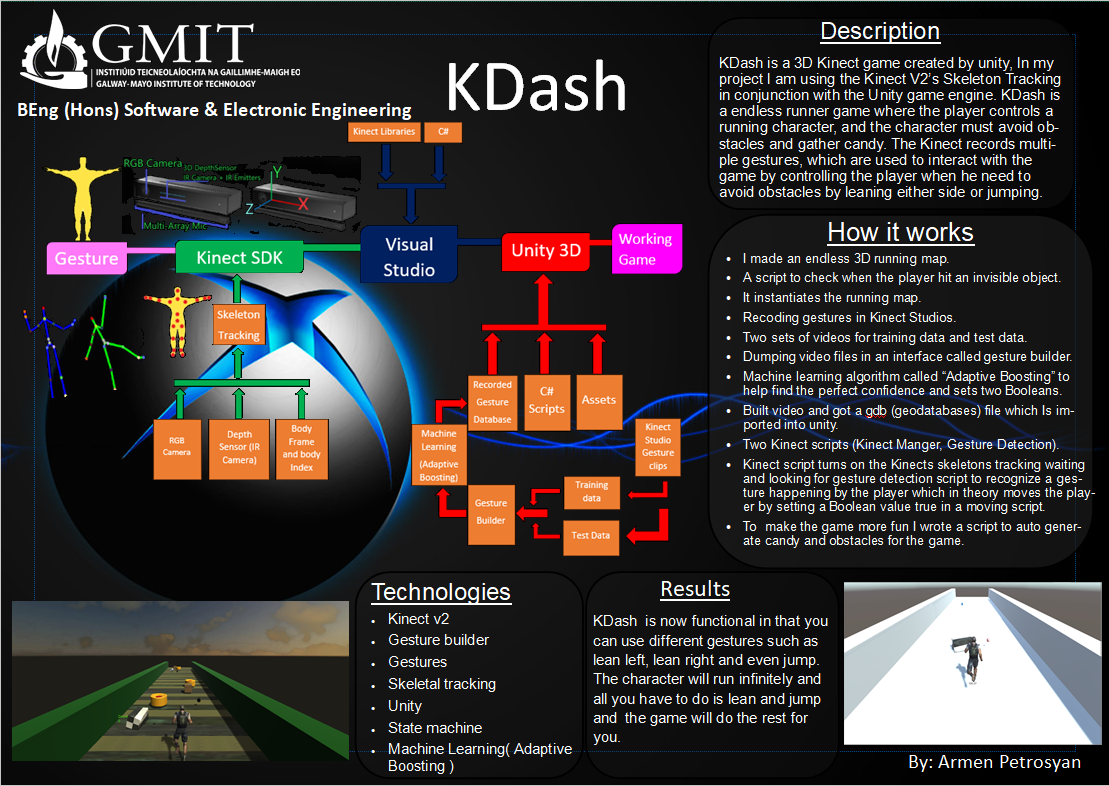 GMIT
INSTITIÚID TEICNEOLAÍOCHTA NA GAILLIMHE-MAIGH EO
GALWAY-MAYO INSTITUTE OF TECHNOLOGY
BEng (Hons) Software & Electronic Engineering
KDash
Description
KDash is a 3D Kinect game created by unity, In my
project I am using the Kinect V2's Skeleton Tracking
in conjunction with the Unity game engine. KDash is
a endless runner game where the player controls a
running character, and the character must avoid ob-
stacles and gather candy. The Kinect records multi-
ple gestures, which are used to interact with the
game by controlling the player when he need to
avoid obstacles by leaning either side or jumping.
Kinect Libraries
C#
RGB Camera
3D DepthSensor
IR Camera + IR Emitters
Multi-Array Mic
Y
Z
X
Gesture
Kinect SDK
Visual
Studio
Unity 3D
Working
Game
Skeleton
Tracking
RGB
Camera
Depth
Sensor (IR
Camera)
Body
Frame
and body
Index
Recorded
Gesture
Database
C#
Scripts
Assets
Machine
Learning
(Adaptive
Boosting)
Kinect
Studio
Gesture
clips
Gesture
Builder
Training
data
Test Data
How it works
• I made an endless 3D running map.
• A script to check when the player hit an invisible object.
• It instantiates the running map.
• Recoding gestures in Kinect Studios.
• Two sets of videos for training data and test data.
• Dumping video files in an interface called gesture builder.
• Machine learning algorithm called “Adaptive Boosting” to
help find the perfect confidence and sets two Booleans.
• Built video and got a gdb (geodatabases) file which Is im-
ported into unity.
• Two Kinect scripts (Kinect Manger, Gesture Detection).
• Kinect script turns on the Kinects skeletons tracking waiting
and looking for gesture detection script to recognize a ges-
ture happening by the player which in theory moves the play-
er by setting a Boolean value true in a moving script.
• To make the game more fun I wrote a script to auto gener-
ate candy and obstacles for the game.
Technologies
• Kinect v2
• Gesture builder
• Gestures
• Skeletal tracking
• Unity
• State machine
• Machine Learning( Adaptive
Boosting )
Results
KDash is now functional in that you
can use different gestures such as
lean left, lean right and even jump.
The character will run infinitely and
all you have to do is lean and jump
and the game will do the rest for
you.
By: Armen Petrosyan